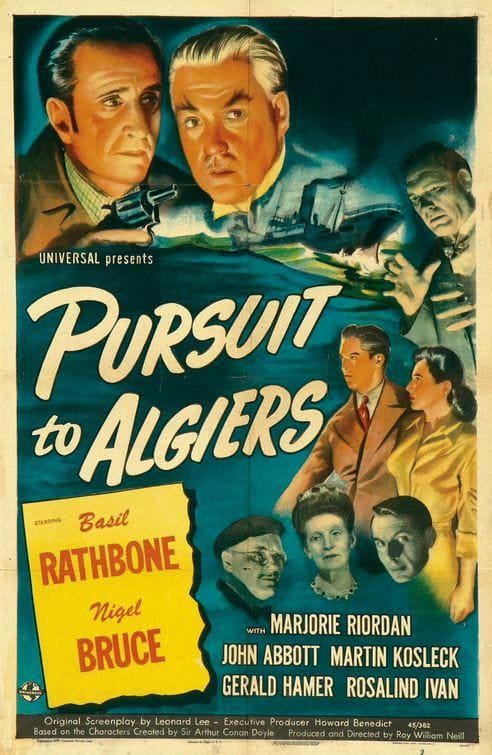 UNIVERSAL presents
PURSUIT
to ALGIERS
STARRING Basil
RATHBONE
Nigel
BRUCE
WITH MARJORIE RIORDAN
JOHN ABBOTT MARTIN KOSLECK
GERALD HAMER ROSALIND IVAN
UNIVERSAL
Original Screenplay by Leonard Lee - Executive Producer Howard Benedict
45/382
Based on the Characters Created by Sir Arthur Conan Doyle
Produced and Directed by Roy William Neill
2